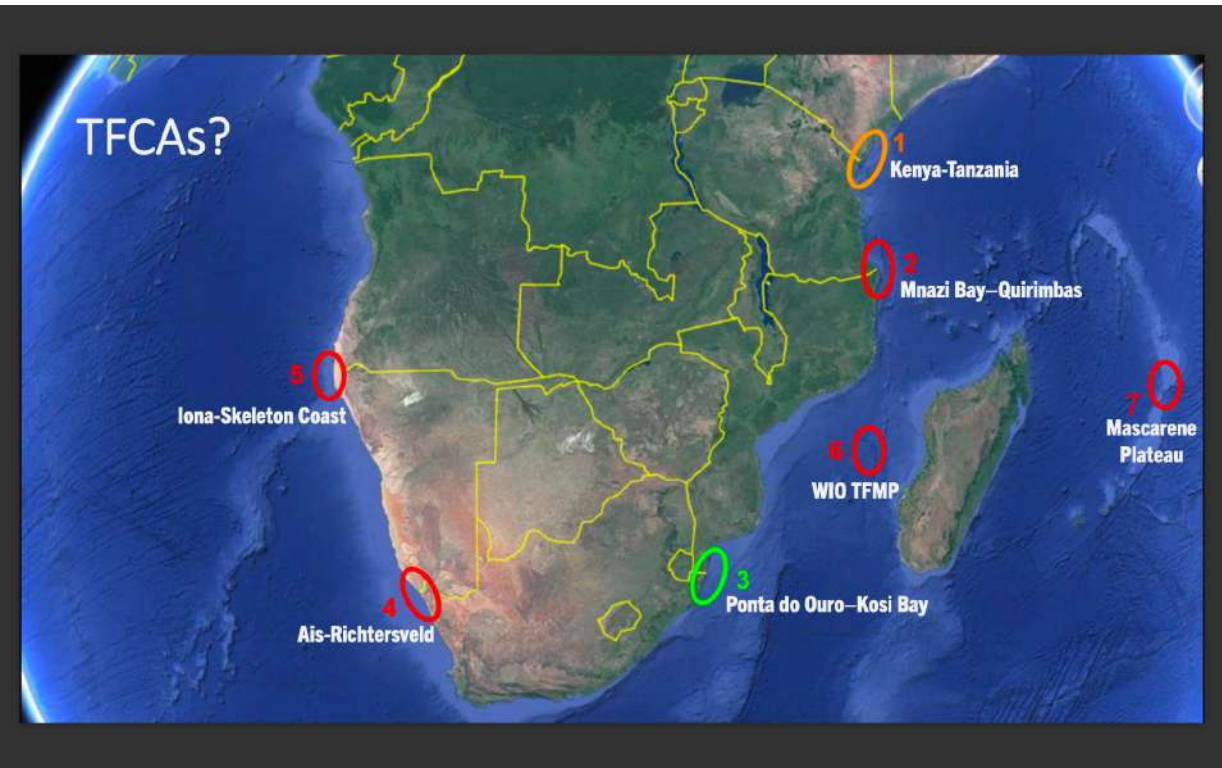 TFCAs?
1
Kenya-Tanzania
2
Mnazi Bay–Quirimbas
5
Iona-Skeleton Coast
7
Mascarene
Plateau
6
WIO TFMP
3
Ponta do Ouro–Kosi Bay
4
Ais-Richtersveld